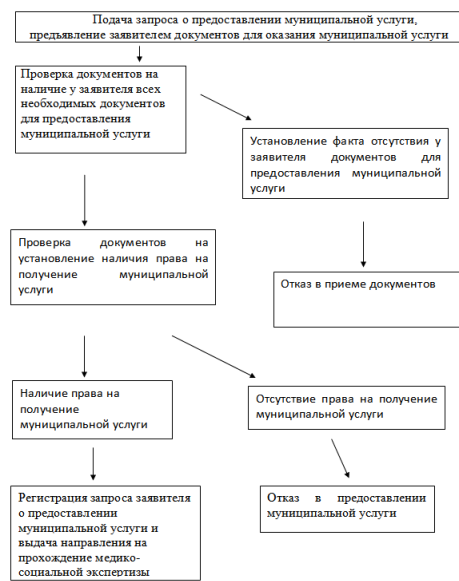 Подача запроса о предоставлении муниципальной услуги,
предъявление заявителем документов для оказания муниципальной услуги
Проверка документов на
наличие у заявителя всех
необходимых документов
для предоставления
муниципальной услуги
Установление факта отсутствия у
заявителя документов для
предоставления муниципальной
услуги
Проверка документов на
установление наличия права на
получение муниципальной
услуги
Отказ в приеме документов
Наличие права на
получение
муниципальной услуги
Отсутствие права на получение
муниципальной услуги
Регистрация запроса заявителя
о предоставлении
муниципальной услуги и
выдача направления на
прохождение медико-
социальной экспертизы
Отказ в предоставлении
муниципальной услуги